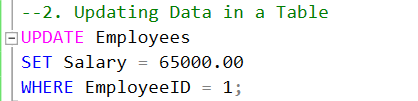 --2. Updating Data in a Table
UPDATE Employees
SET Salary = 65000.00
WHERE EmployeeID = 1;